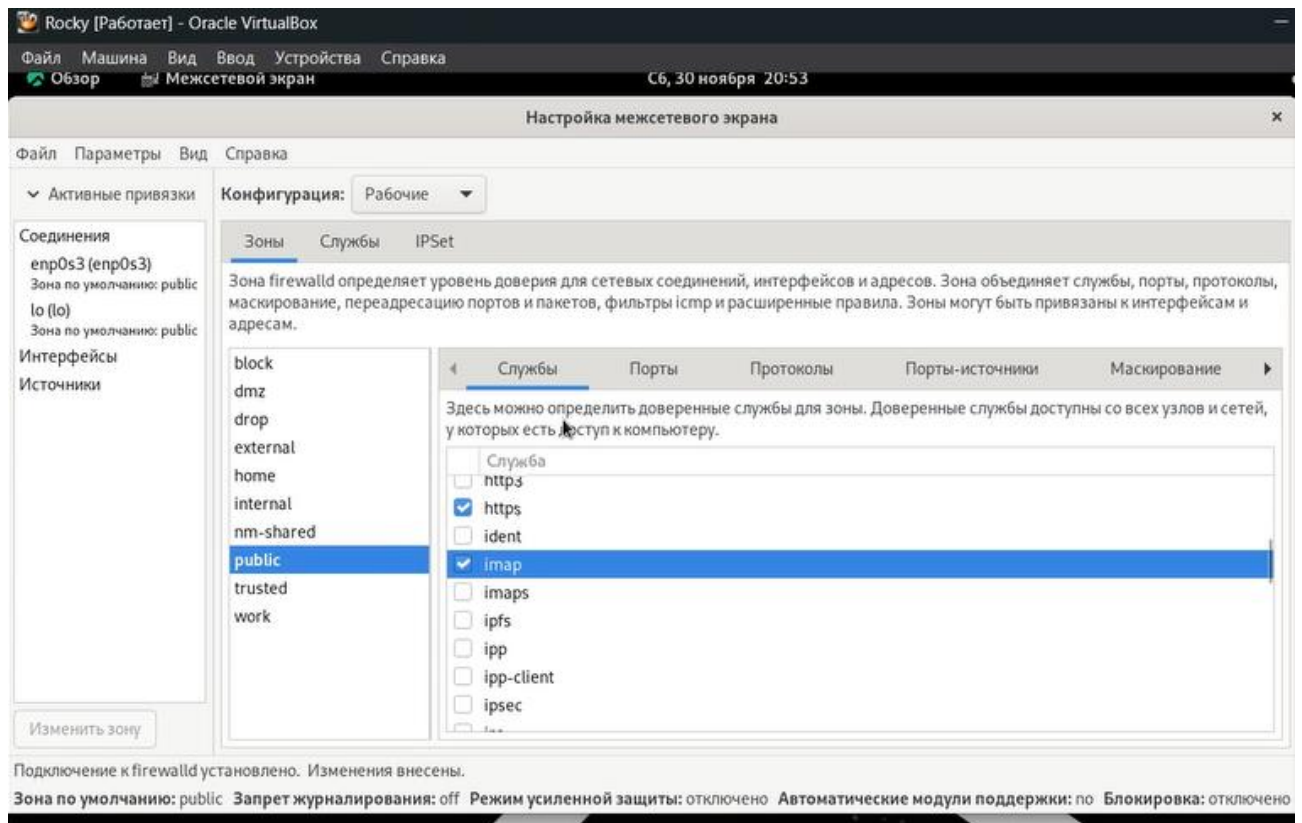 Rocky [Работает] - Oracle VirtualBox
Файл Машина Вид Ввод Устройства Справка
Обзор Межсетевой экран Сб, 30 ноября 20:53
Настройка межсетевого экрана
Файл Параметры Вид Справка
Активные привязки
Конфигурация: Рабочие
Соединения
enp0s3 (enp0s3)
Зона по умолчанию: public
lo (lo)
Зона по умолчанию: public
Интерфейсы
Источники
Изменить зону
Зоны Службы IPSet
Зона firewalld определяет уровень доверия для сетевых соединений, интерфейсов и адресов. Зона объединяет службы, порты, протоколы,
маскирование, переадресацию портов и пакетов, фильтры icmp и расширенные правила. Зоны могут быть привязаны к интерфейсам и
адресам.
block
dmz
drop
external
home
internal
nm-shared
public
trusted
work
Службы Порты Протоколы Порты-источники Маскирование
Здесь можно определить доверенные службы для зоны. Доверенные службы доступны со всех узлов и сетей,
у которых есть доступ к компьютеру.
Служба
http3
https
ident
imap
imaps
ipfs
ipp
ipp-client
ipsec
Подключение к firewalld установлено. Изменения внесены.
Зона по умолчанию: public Запрет журналирования: off Режим усиленной защиты: отключено Автоматические модули поддержки: no Блокировка: отключено